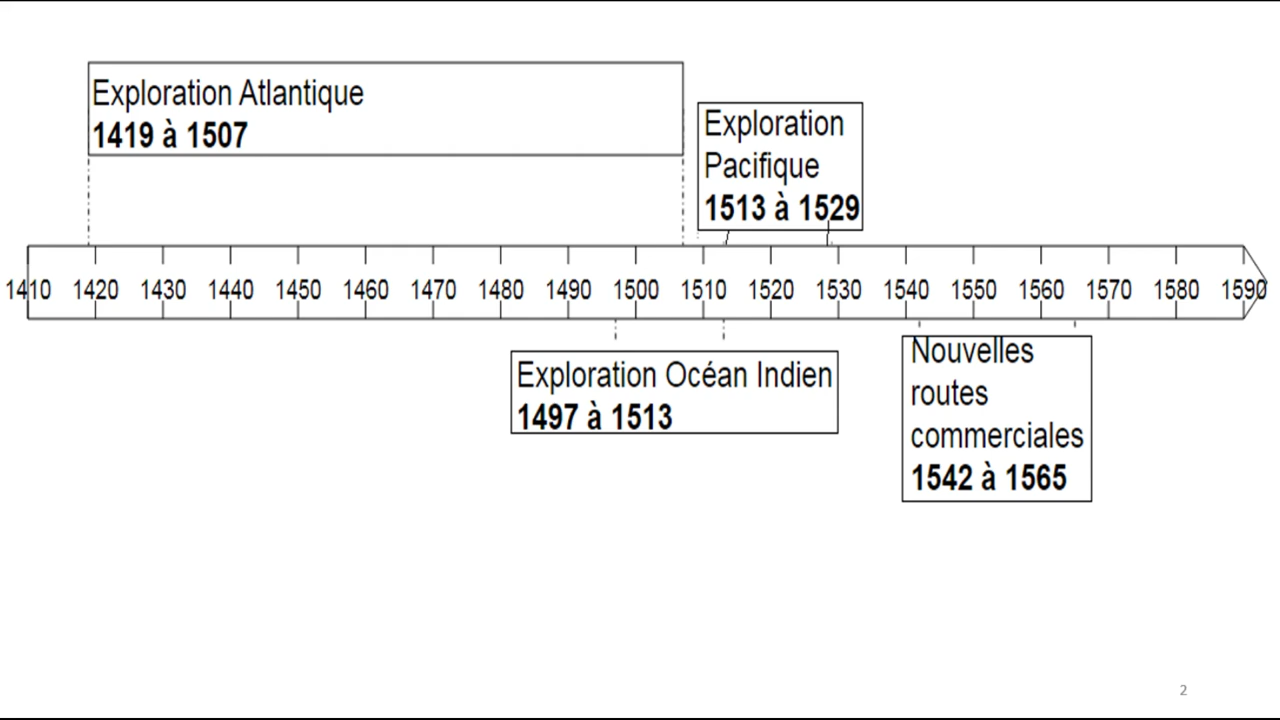 Exploration Atlantique
1419 à 1507
Exploration
Pacifique
1513 à 1529
1410 1420 1430 1440 1450 1460 1470 1480 1490 1500 1510 1520 1530 1540 1550 1560 1570 1580 1590
Exploration Océan Indien
1497 à 1513
Nouvelles
routes
commerciales
1542 à 1565
2